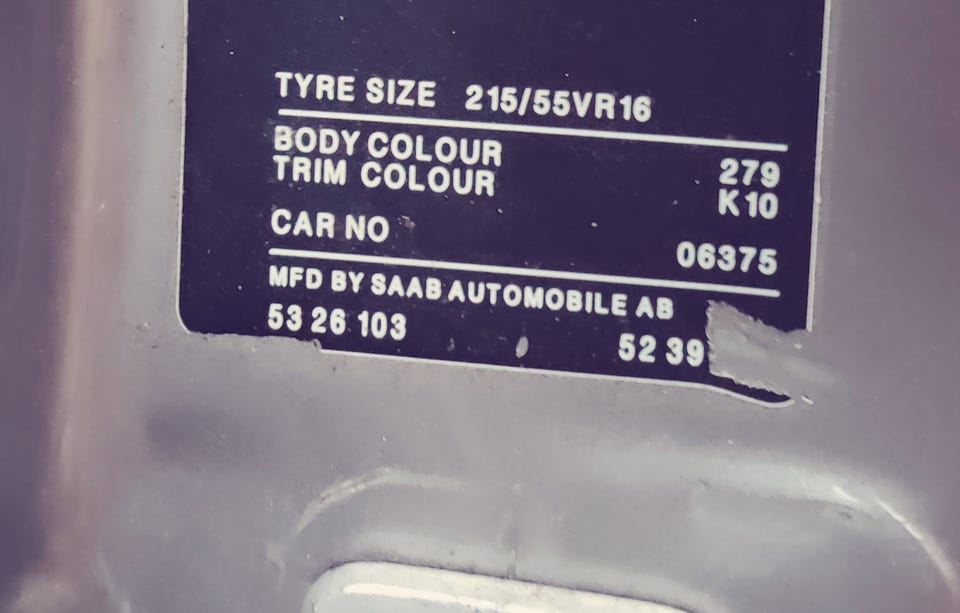 TYRE SIZE 215/55VR16
BODY COLOUR 279
TRIM COLOUR K10
CAR NO 06375
MFD BY SAAB AUTOMOBILE AB
53 26 103 52 39